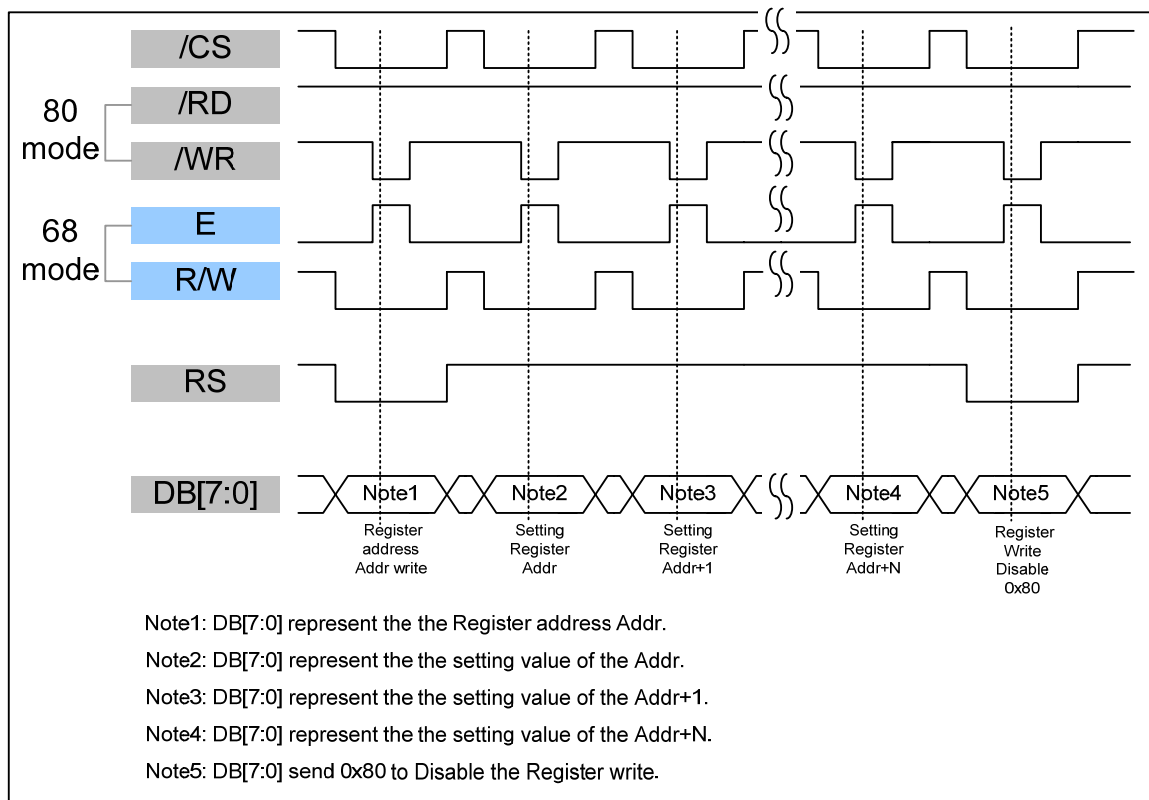 /CS
80
mode
/RD
/WR
68
mode
E
R/W
RS
DB[7:0]
Note1
Note2
Note3
Note4
Note5
Register
address
Addr write
Setting
Register
Addr
Setting
Register
Addr+1
Setting
Register
Addr+N
Register
Write
Disable
0x80
Note1: DB[7:0] represent the the Register address Addr.
Note2: DB[7:0] represent the the setting value of the Addr.
Note3: DB[7:0] represent the the setting value of the Addr+1.
Note4: DB[7:0] represent the the setting value of the Addr+N.
Note5: DB[7:0] send 0x80 to Disable the Register write.